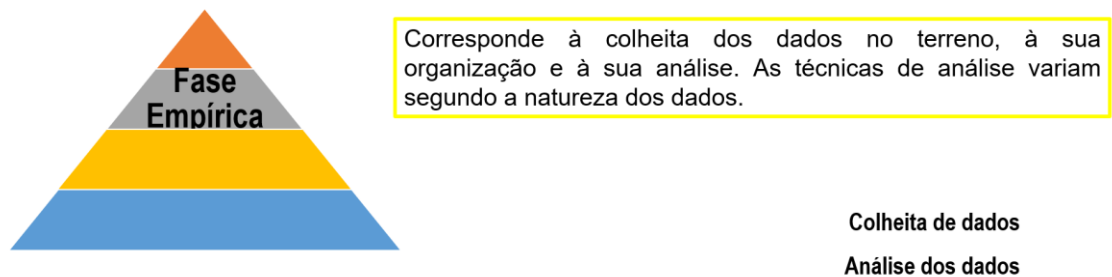 Fase
Empírica
Corresponde à colheita dos dados no terreno, à sua
organização e à sua análise. As técnicas de análise variam
segundo a natureza dos dados.
Colheita de dados
Análise dos dados